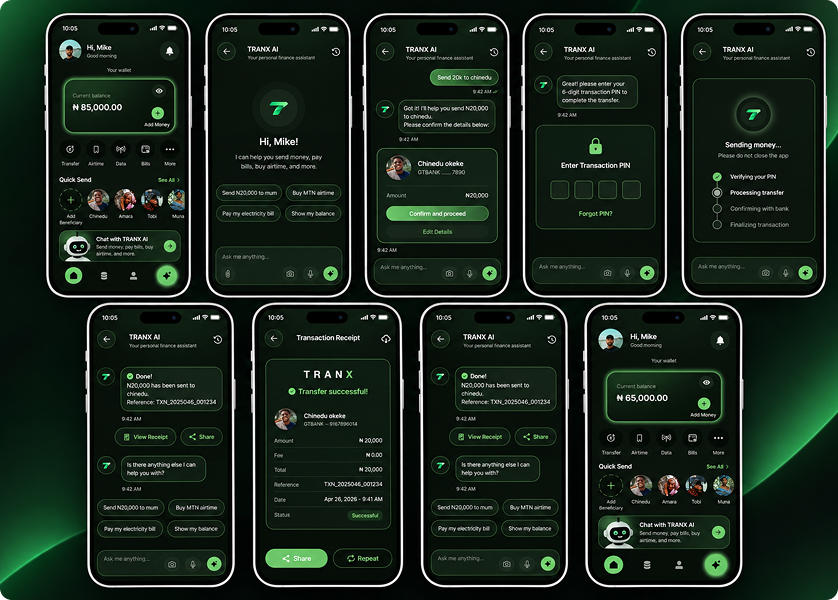 10:05
Hi, Mike
Good morning
Your wallet
Current balance
₦ 85,000.00
Add Money
Transfer
Airtime
Data
Bills
More
Quick Send
See All >
Add
Beneficiary
Chinedu
Amara
Tobi
Muna
Chat with TRANX AI
Send money, pay bills, buy
airtime, and more.
10:05
TRANX AI
Your personal finance assistant
Hi, Mike!
I can help you send money, pay
bills, buy airtime, and more.
Send N20,000 to mum
Buy MTN airtime
Pay my electricity bill
Show my balance
Ask me anything...
10:05
TRANX AI
Your personal finance assistant
Send 20k to chinedu
9:42 AM
Got it! I'll help you send N20,000
to chinedu.
Please confirm the details below:
Chinedu okeke
GTBANK ...... 7890
Amount
₦20,000
Confirm and proceed
Edit Details
9:42 AM
Ask me anything...
10:05
TRANX AI
Your personal finance assistant
Great! please enter your
6-digit transaction PIN to
complete the transfer.
9:42 AM
Enter Transaction PIN
Forgot PIN?
Ask me anything...
10:05
TRANX AI
Your personal finance assistant
Sending money...
Please do not close the app
Verifying your PIN
Processing transfer
Confirming with bank
Finalizing transaction
Ask me anything...
10:05
TRANX AI
Your personal finance assistant
Done!
N20,000 has been sent to
chinedu.
Reference: TXN_2025046_001234
9:42 AM
View Receipt
Share
Is there anything else I can
help you with?
9:42 AM
Send N20,000 to mum
Buy MTN airtime
Pay my electricity bill
Show my balance
Ask me anything...
10:05
Transaction Receipt
TRANX
Transfer successful!
Chinedu okeke
GTBANK – 9167896014
Amount
₦ 20,000
Fee
₦ 0.00
Total
₦ 20,000
Reference
TXN_2025046_001234
Date
Apr 26, 2026 - 9:41 AM
Status
Successful
Share
Repeat
10:05
TRANX AI
Your personal finance assistant
Done!
N20,000 has been sent to
chinedu.
Reference: TXN_2025046_001234
9:42 AM
View Receipt
Share
Is there anything else I can
help you with?
9:42 AM
Send N20,000 to mum
Buy MTN airtime
Pay my electricity bill
Show my balance
Ask me anything...
10:05
Hi, Mike
Good morning
Your wallet
Current balance
₦ 65,000.00
Add Money
Transfer
Airtime
Data
Bills
More
Quick Send
See All >
Add
Beneficiary
Chinedu
Amara
Tobi
Muna
Chat with TRANX AI
Send money, pay bills, buy
airtime, and more.